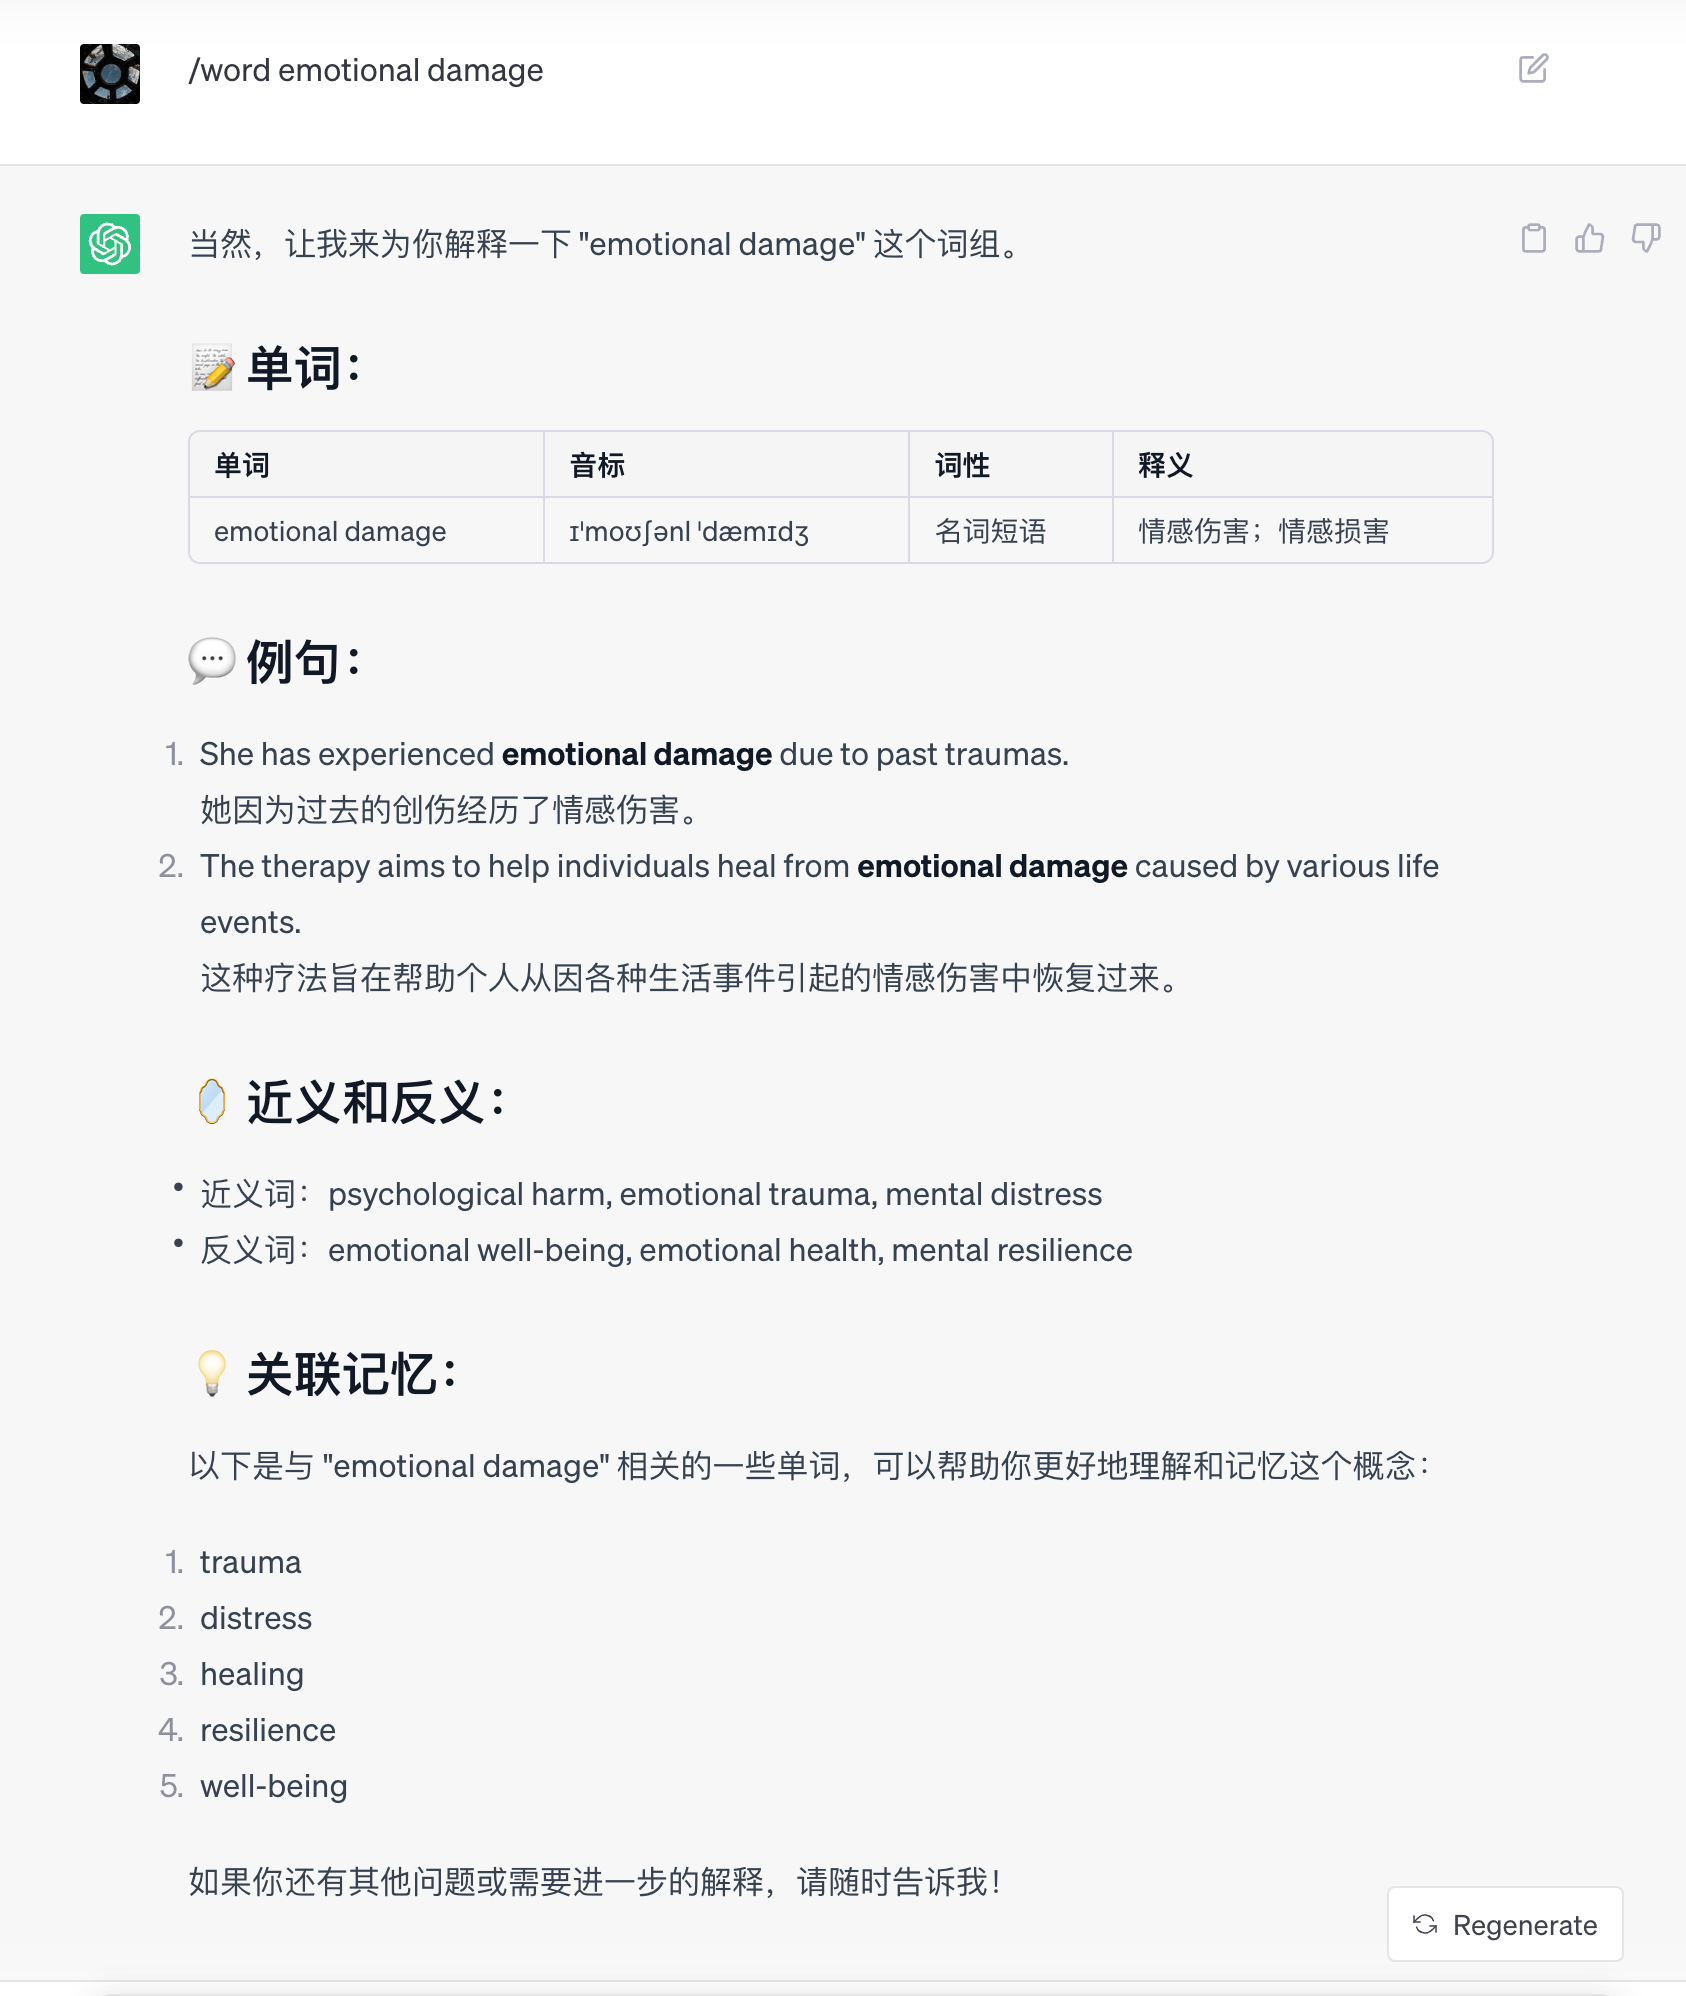 /word emotional damage
当然，让我来为你解释一下 "emotional damage" 这个词组。
📝 单词：
单词 音标 词性 释义
emotional damage ɪˈmoʊʃənl ˈdæmɪdʒ 名词短语 情感伤害；情感损害
💬 例句：
1. She has experienced emotional damage due to past traumas.
她因为过去的创伤经历了情感伤害。
2. The therapy aims to help individuals heal from emotional damage caused by various life
events.
这种疗法旨在帮助个人从因各种生活事件引起的情感伤害中恢复过来。
🪞 近义和反义：
• 近义词：psychological harm, emotional trauma, mental distress
• 反义词：emotional well-being, emotional health, mental resilience
💡 关联记忆：
以下是与 "emotional damage" 相关的一些单词，可以帮助你更好地理解和记忆这个概念：
1. trauma
2. distress
3. healing
4. resilience
5. well-being
如果你还有其他问题或需要进一步的解释，请随时告诉我！
Regenerate